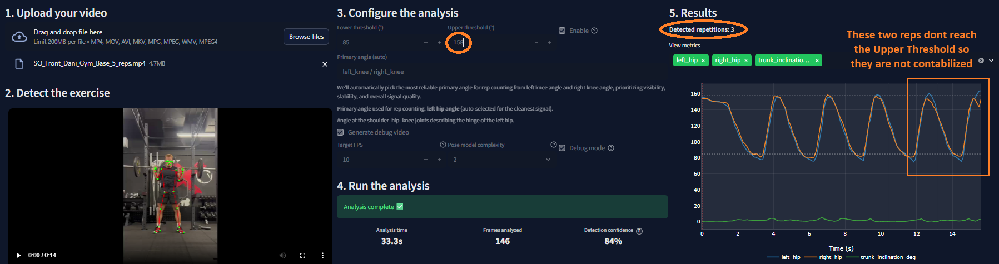 1. Upload your video
Drag and drop file here
Limit 200MB per file • MP4, MOV, AVI, MKV, MPG, MPEG, WMV, MPEG4
Browse files
SQ_Front_Dani_Gym_Base_5_reps.mp4 4.7MB
2. Detect the exercise
0:00 / 0:14
3. Configure the analysis
Lower threshold (°)
Upper threshold (°)
Enable
85
158
Primary angle (auto)
left_knee / right_knee
We'll automatically pick the most reliable primary angle for rep counting from left knee angle and right knee angle, prioritizing visibility,
stability, and overall signal quality.
Primary angle used for rep counting: left hip angle (auto-selected for the cleanest signal).
Angle at the shoulder–hip–knee joints describing the hinge of the left hip.
Generate debug video
Target FPS
Pose model complexity
Debug mode
10
2
4. Run the analysis
Analysis complete ✅
Analysis time
Frames analyzed
Detection confidence
33.3s
146
84%
5. Results
Detected repetitions: 3
View metrics
left_hip
right_hip
trunk_inclinatio...
These two reps dont reach
the Upper Threshold so
they are not contabilized
160
140
120
100
80
60
40
20
0
0 2 4 6 8 10 12 14
Time (s)
left_hip right_hip trunk_inclination_deg